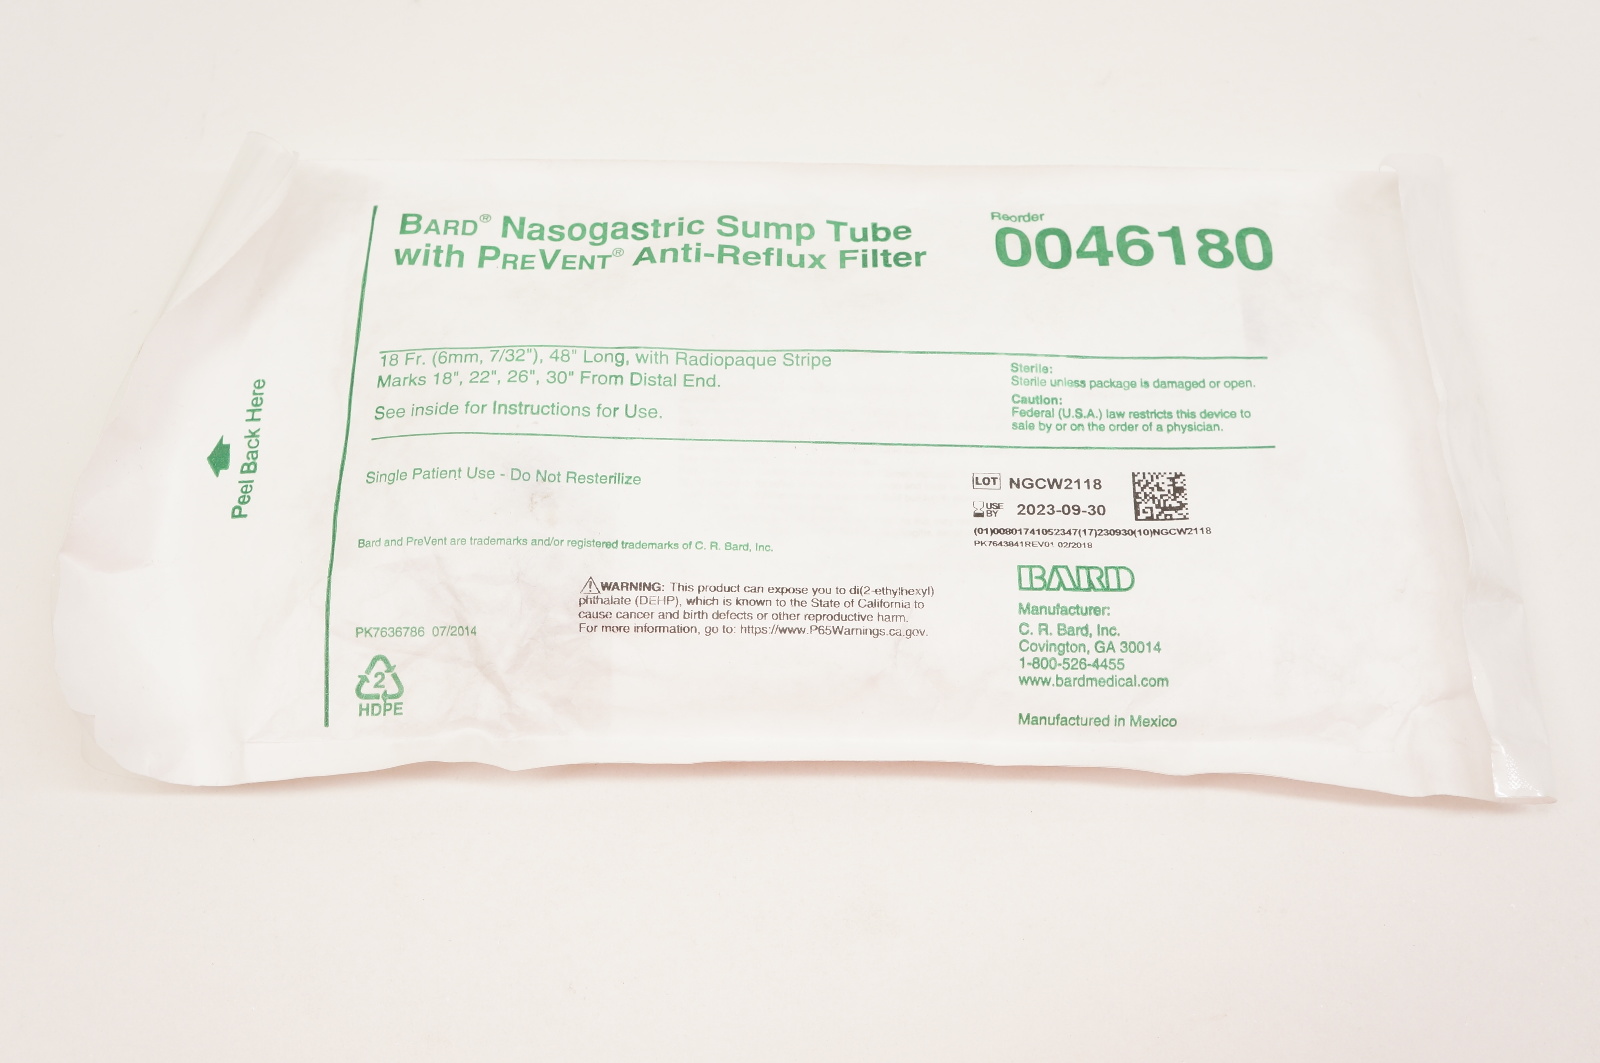 BARD® Nasogastric Sump Tube
with PREVENT® Anti-Reflux Filter
Reorder
0046180
18 Fr. (6mm, 7/32"), 48" Long, with Radiopaque Stripe
Marks 18", 22", 26", 30" From Distal End.
See inside for Instructions for Use.
Sterile:
Sterile unless package is damaged or open.
Caution:
Federal (U.S.A.) law restricts this device to
sale by or on the order of a physician.
Peel Back Here
Single Patient Use - Do Not Resterilize
LOT NGCW2118
USE BY 2023-09-30
(01)00801741052347(17)230930(10)NGCW2118
PK7643841REV01 02/2018
Bard and PreVent are trademarks and/or registered trademarks of C. R. Bard, Inc.
⚠WARNING: This product can expose you to di(2-ethylhexyl)
phthalate (DEHP), which is known to the State of California to
cause cancer and birth defects or other reproductive harm.
For more information, go to: https://www.P65Warnings.ca.gov.
PK7636786 07/2014
2
HDPE
BARD
Manufacturer:
C. R. Bard, Inc.
Covington, GA 30014
1-800-526-4455
www.bardmedical.com
Manufactured in Mexico